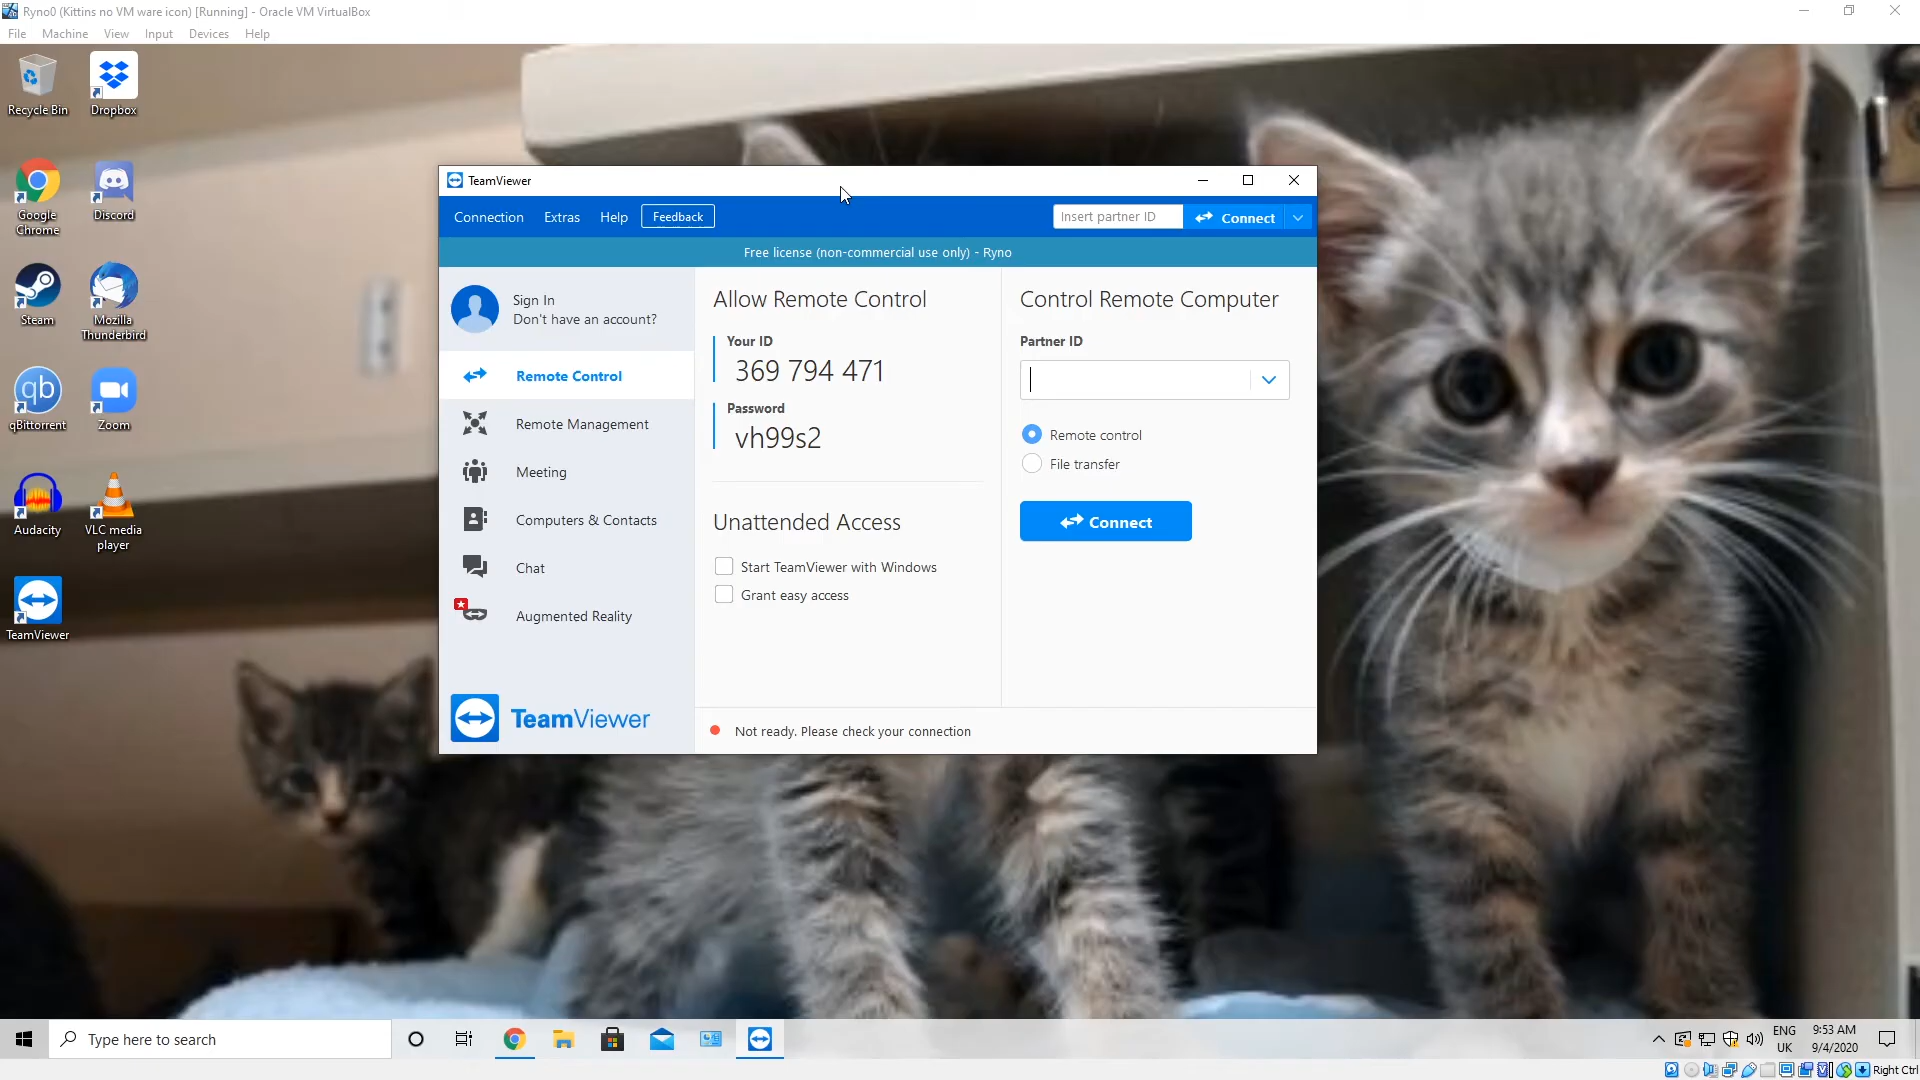 Ryno0 (Kittins no VM ware icon) [Running] - Oracle VM VirtualBox
File Machine View Input Devices Help
Recycle Bin
Dropbox
Google Chrome
Discord
Steam
Mozilla Thunderbird
qBittorrent
Zoom
Audacity
VLC media player
TeamViewer
TeamViewer
Connection Extras Help Feedback
Insert partner ID Connect
Free license (non-commercial use only) - Ryno
Sign In
Don't have an account?
Remote Control
Remote Management
Meeting
Computers & Contacts
Chat
Augmented Reality
TeamViewer
Allow Remote Control
Your ID
369 794 471
Password
vh99s2
Unattended Access
Start TeamViewer with Windows
Grant easy access
Control Remote Computer
Partner ID
Remote control
File transfer
Connect
Not ready. Please check your connection
Type here to search
ENG
UK
9:53 AM
9/4/2020
Right Ctrl